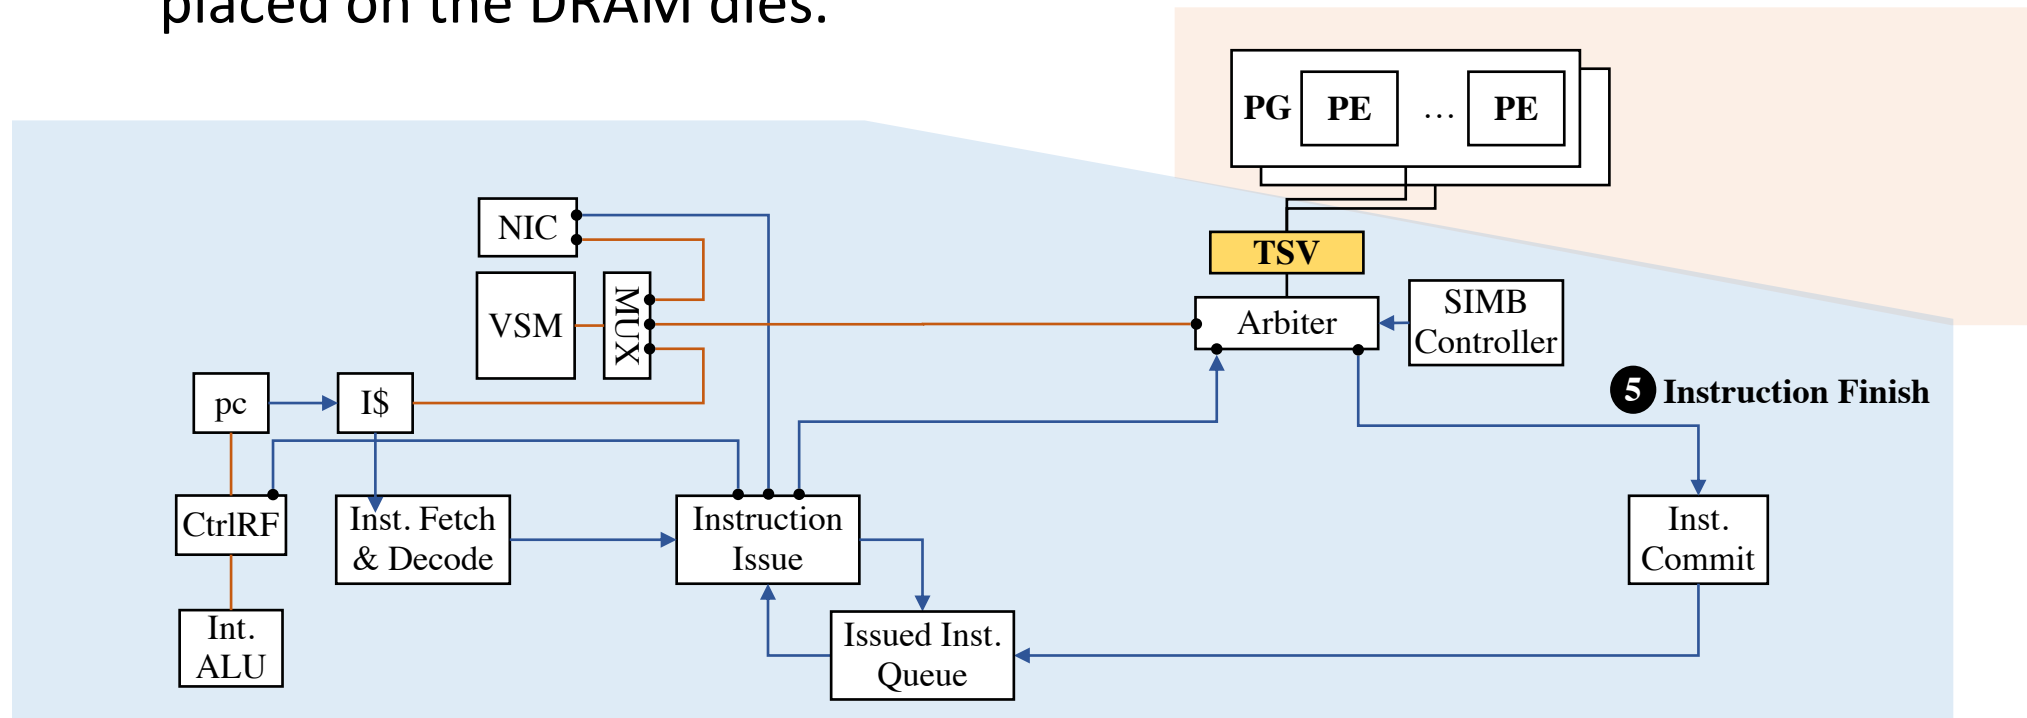 placed on the DRAM dies.
PG PE … PE
NIC
TSV
VSM
MUX
Arbiter
SIMB
Controller
5 Instruction Finish
pc
I$
CtrlRF
Inst. Fetch
& Decode
Instruction
Issue
Inst.
Commit
Int.
ALU
Issued Inst.
Queue